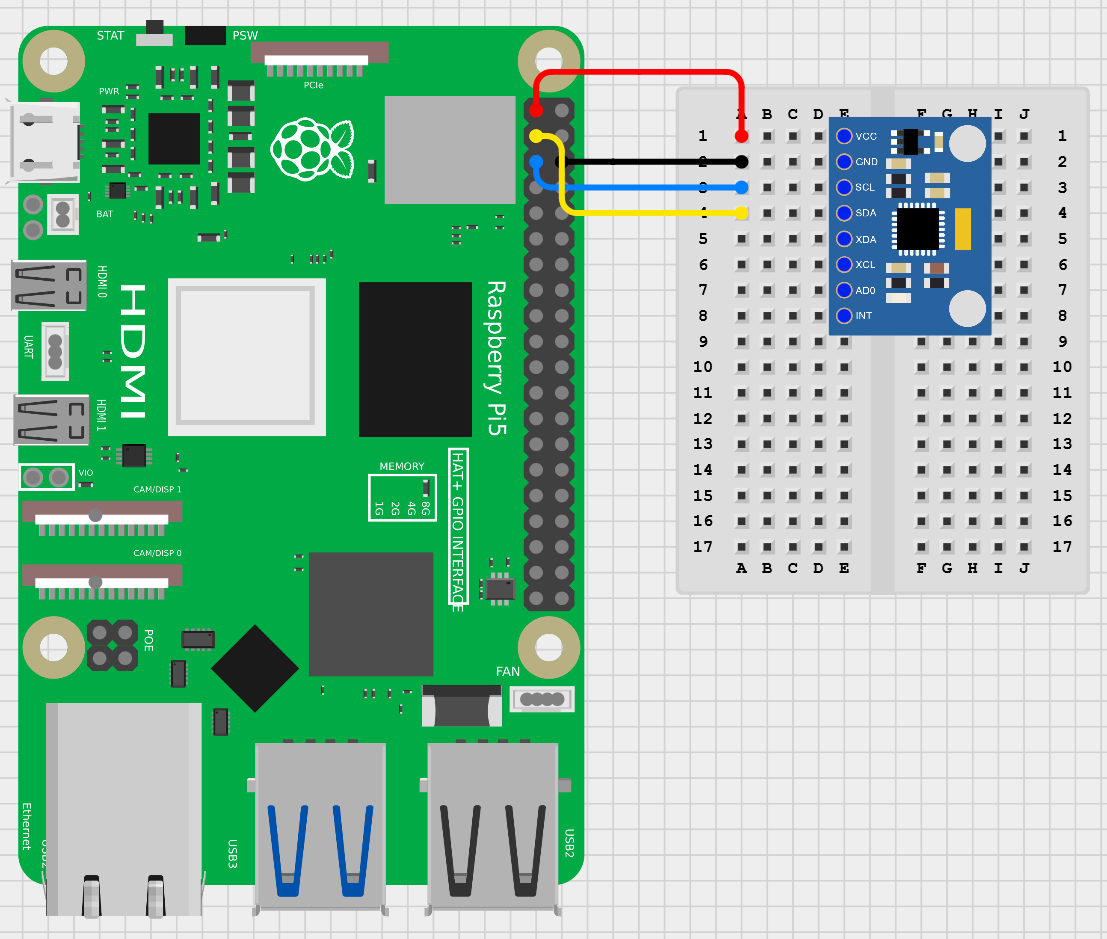 STAT
PSW
PCIe
PWR
BAT
HDMI 0
HDMI
UART
HDMI 1
VIO
CAM/DISP 1
CAM/DISP 0
Raspberry Pi5
MEMORY
1G 2G 4G 8G
HAT+ GPIO INTERFACE
POE
FAN
Ethernet
USB2
USB3
USB2
A B C D E F G H I J
1 1
2 2
3 3
4 4
5 5
6 6
7 7
8 8
9 9
10 10
11 11
12 12
13 13
14 14
15 15
16 16
17 17
A B C D E F G H I J
VCC
GND
SCL
SDA
XDA
XCL
AD0
INT